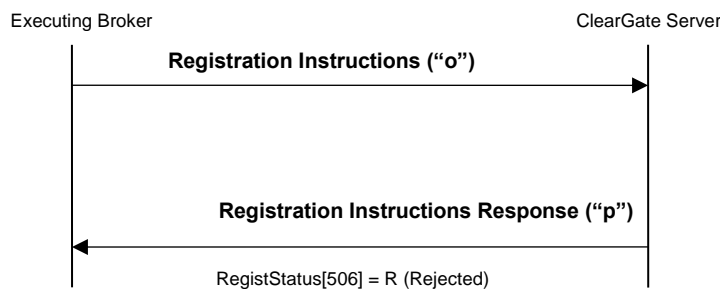 Executing Broker
ClearGate Server
Registration Instructions (“o”)
Registration Instructions Response (“p”)
RegistStatus[506] = R (Rejected)